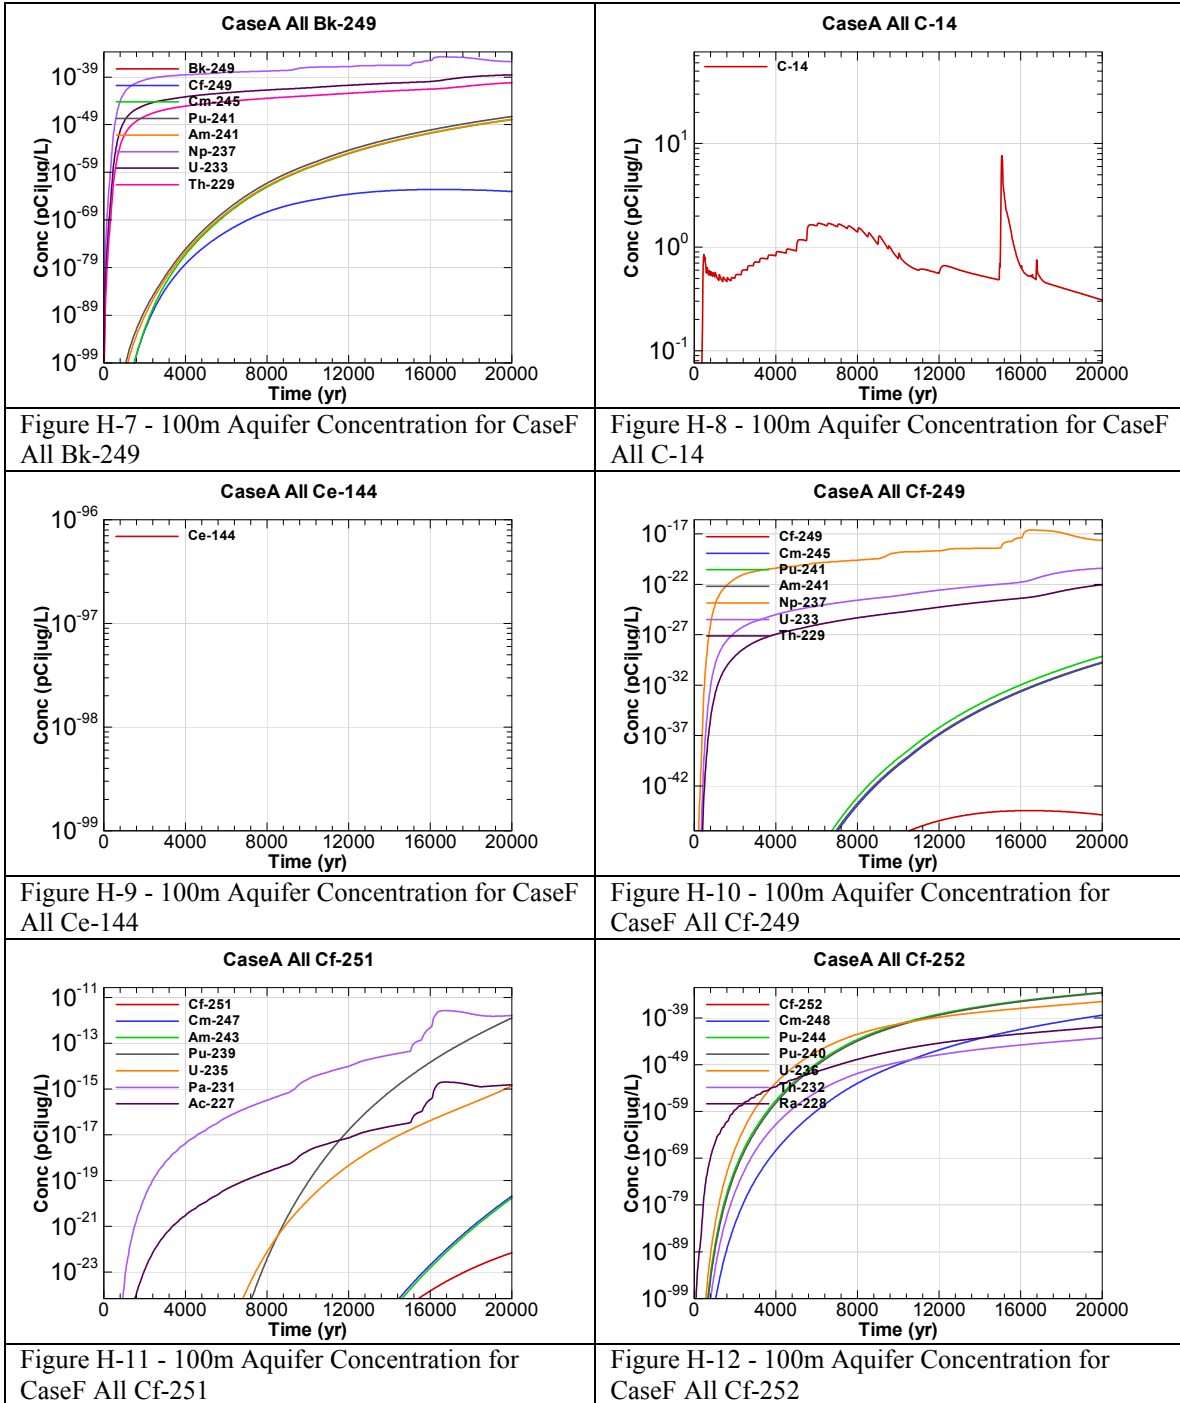 CaseA All Bk-249
Conc (pCi|ug/L)
10-39
10-49
10-59
10-69
10-79
10-89
10-99
Bk-249
Cf-249
Cm-245
Pu-241
Am-241
Np-237
U-233
Th-229
0 4000 8000 12000 16000 20000
Time (yr)
Figure H-7 - 100m Aquifer Concentration for CaseF
All Bk-249
CaseA All C-14
Conc (pCi|ug/L)
101
100
10-1
C-14
0 4000 8000 12000 16000 20000
Time (yr)
Figure H-8 - 100m Aquifer Concentration for CaseF
All C-14
CaseA All Ce-144
Conc (pCi|ug/L)
10-96
10-97
10-98
10-99
Ce-144
0 4000 8000 12000 16000 20000
Time (yr)
Figure H-9 - 100m Aquifer Concentration for CaseF
All Ce-144
CaseA All Cf-249
Conc (pCi|ug/L)
10-17
10-22
10-27
10-32
10-37
10-42
Cf-249
Cm-245
Pu-241
Am-241
Np-237
U-233
Th-229
0 4000 8000 12000 16000 20000
Time (yr)
Figure H-10 - 100m Aquifer Concentration for
CaseF All Cf-249
CaseA All Cf-251
Conc (pCi|ug/L)
10-11
10-13
10-15
10-17
10-19
10-21
10-23
Cf-251
Cm-247
Am-243
Pu-239
U-235
Pa-231
Ac-227
0 4000 8000 12000 16000 20000
Time (yr)
Figure H-11 - 100m Aquifer Concentration for
CaseF All Cf-251
CaseA All Cf-252
Conc (pCi|ug/L)
10-39
10-49
10-59
10-69
10-79
10-89
10-99
Cf-252
Cm-248
Pu-244
Pu-240
U-236
Th-232
Ra-228
0 4000 8000 12000 16000 20000
Time (yr)
Figure H-12 - 100m Aquifer Concentration for
CaseF All Cf-252